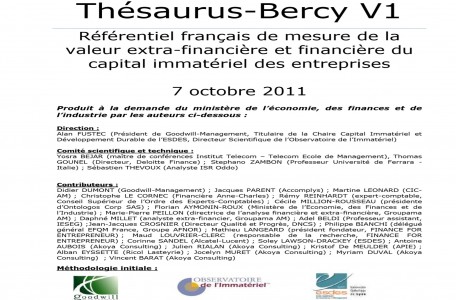 Thésaurus-Bercy V1
Référentiel français de mesure de la
valeur extra-financière et financière du
capital immatériel des entreprises
7 octobre 2011
Produit à la demande du ministère de l'économie, des finances et de
l'industrie par les auteurs ci-dessous :
Direction :
Alan FUSTEC (Président de Goodwill-Management, Titulaire de la Chaire Capital Immatériel et
Développement Durable de l'ESDES, Directeur Scientifique de l'Observatoire de l'Immatériel)
Comité scientifique et technique :
Yosra BEJAR (maître de conférences Institut Telecom – Telecom Ecole de Management), Thomas
GOUNEL (Directeur, Deloitte Finance) ; Stephano ZAMBON (Professeur Université de Ferrara -
Italie) ; Sébastien THEVOUX (Analyste ISR Oddo)
Contributeurs :
Didier DUMONT (Goodwill-Management) ; Jacques PARENT (Accomplys) ; Martine LEONARD (CIC-
AM) ; Christophe LE CORNEC (Financière Anne-Charles) ; Rémy REINHARDT (expert-comptable,
Conseil Supérieur de l'Ordre des Experts-Comptables) ; Cécile MILLION-ROUSSEAU (présidente
d'Ontologos Corp SAS) ; Florian AYMONIN-ROUX (Ministère de l'Economie, des Finances et de
l'Industrie) ; Marie-Pierre PEILLON (directrice de l'analyse financière et extra-financière, Groupama
AM) ; Daphné MILLET (analyste extra-financier, Groupama AM) ; Adel BELDI (Professeur assistant,
IESEG) ; Jean-Jacques COSNIER (Directeur Qualité et Progrès, DNCS) ; Philippe BIANCHI (délégué
général EFQM France, Groupe AFNOR) ; Mathieu LANGEARD (président fondateur, FINANCE FOR
ENTREPRENEUR) ; Maud LOUVRIER-CLERC (responsable de la recherche, FINANCE FOR
ENTREPRENEUR) ; Corinne SANDEL (Alcatel-Lucent) ; Soley LAWSON-DRACKEY (ESDES) ; Antoine
AUBOIS (Akoya Consulting) ; Julien RIALAN (Akoya Consulting) ; Kristof De MEULDER (APIE) ;
Alban EYSSETTE (Ricol Lasteyrie) ; Jocelyn MURET (Akoya Consulting) ; Myriam DUVAL (Akoya
Consulting) ; Vincent BARAT (Akoya Consulting)
Méthodologie initiale :
goodwill
OBSERVATOIRE
de l'Immatériel
esdes